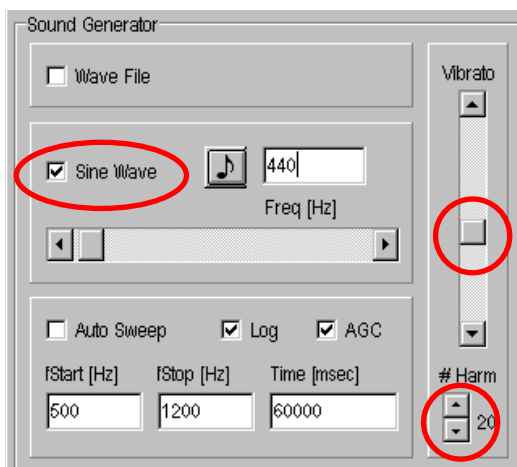 Sound Generator
Wave File
Vibrato
Sine Wave
440
Freq [Hz]
Auto Sweep
Log
AGC
fStart [Hz]
fStop [Hz]
Time [msec]
# Harm
500
1200
60000
20